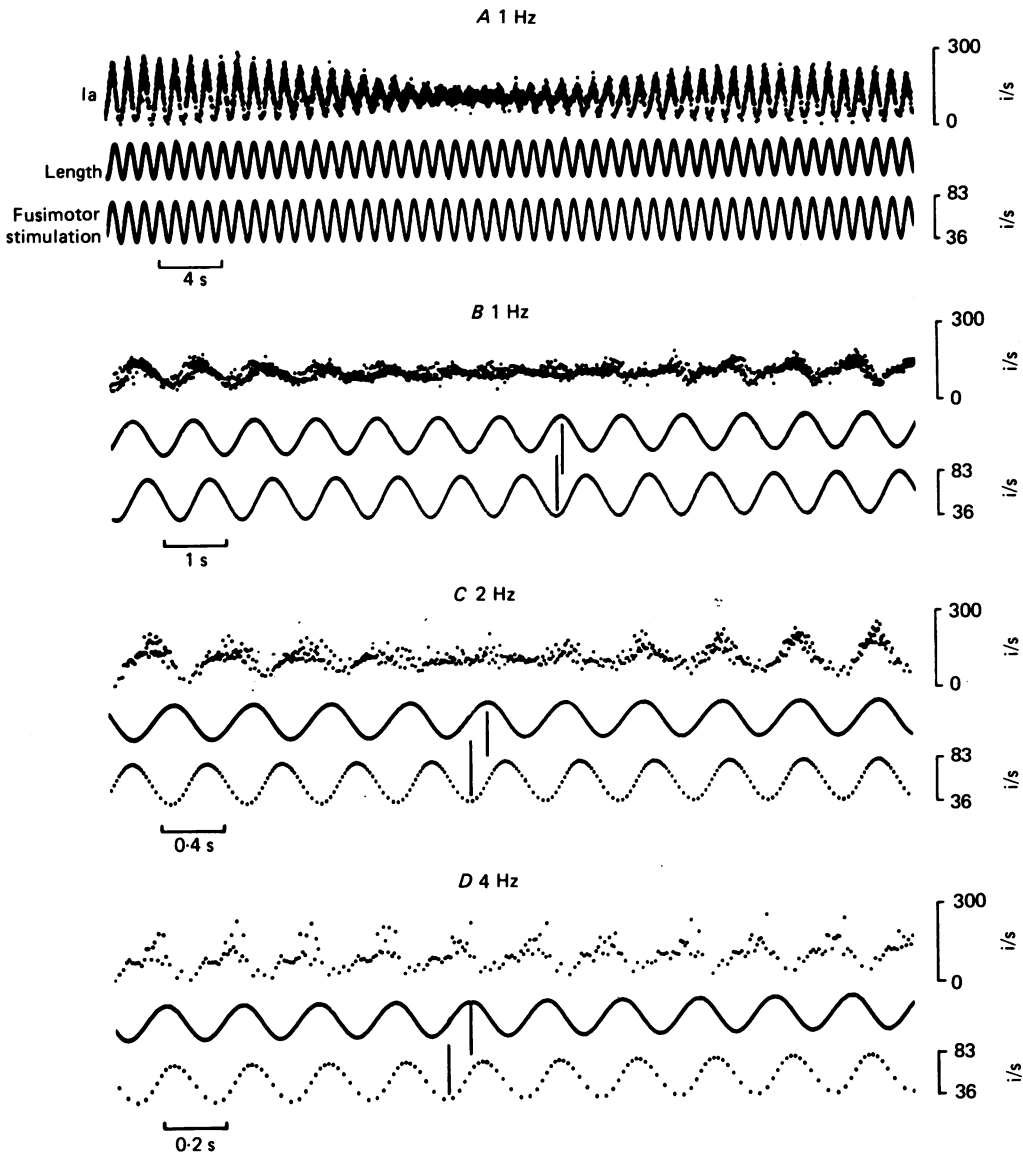 A 1 Hz
300
Ia
i/s
0
Length
Fusimotor
stimulation
83
i/s
36
4 s
B 1 Hz
300
i/s
0
83
i/s
36
1 s
C 2 Hz
300
i/s
0
83
i/s
36
0·4 s
D 4 Hz
300
i/s
0
83
i/s
36
0·2 s